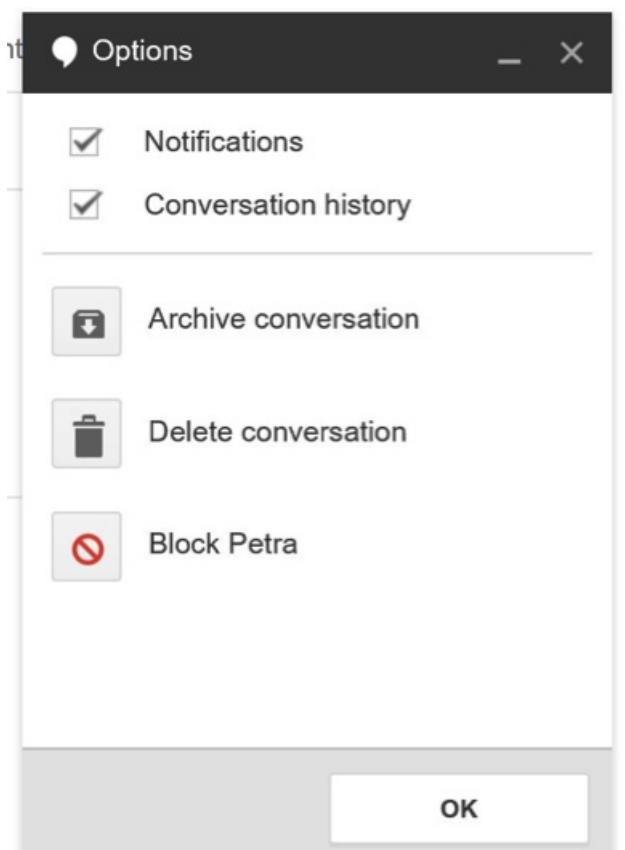 Options
Notifications
Conversation history
Archive conversation
Delete conversation
Block Petra
OK